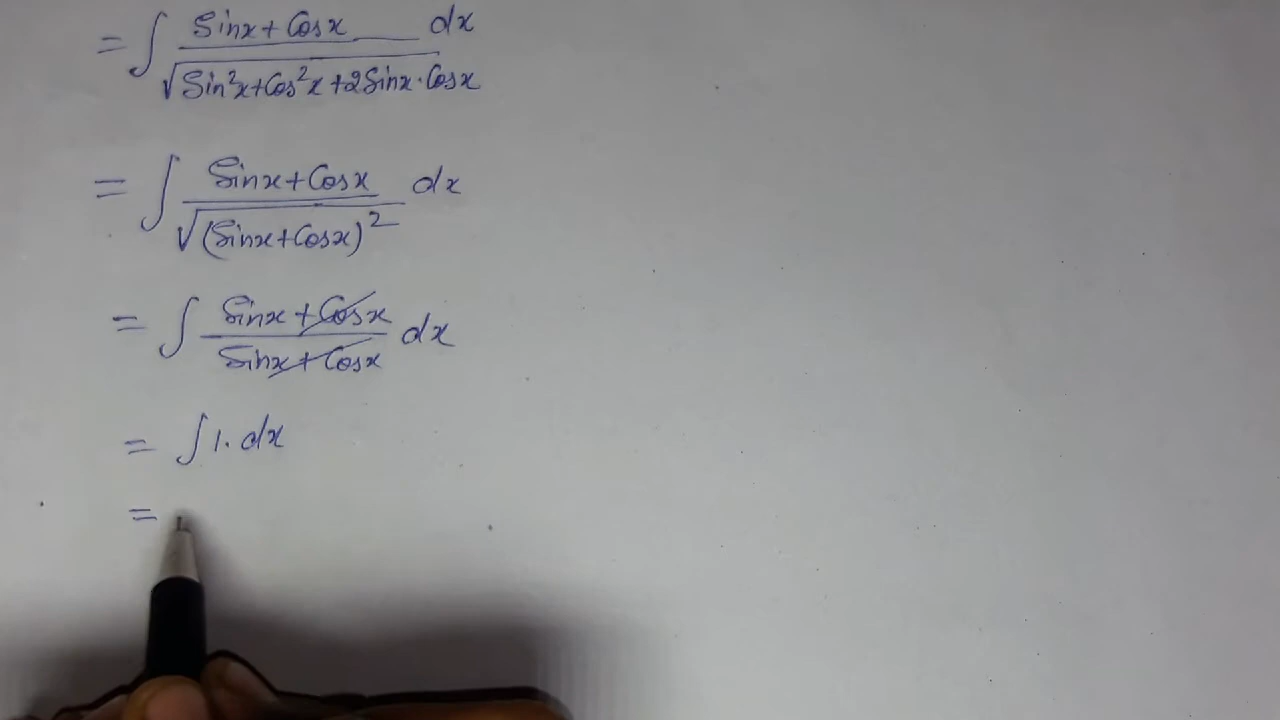 = ∫ Sinx + Cosx / √Sin²x + Cos²x + 2Sinx · Cosx dx
= ∫ Sinx + Cosx / √(Sinx + Cosx)² dx
= ∫ Sinx + Cosx / Sinx + Cosx dx
= ∫ 1. dx
=